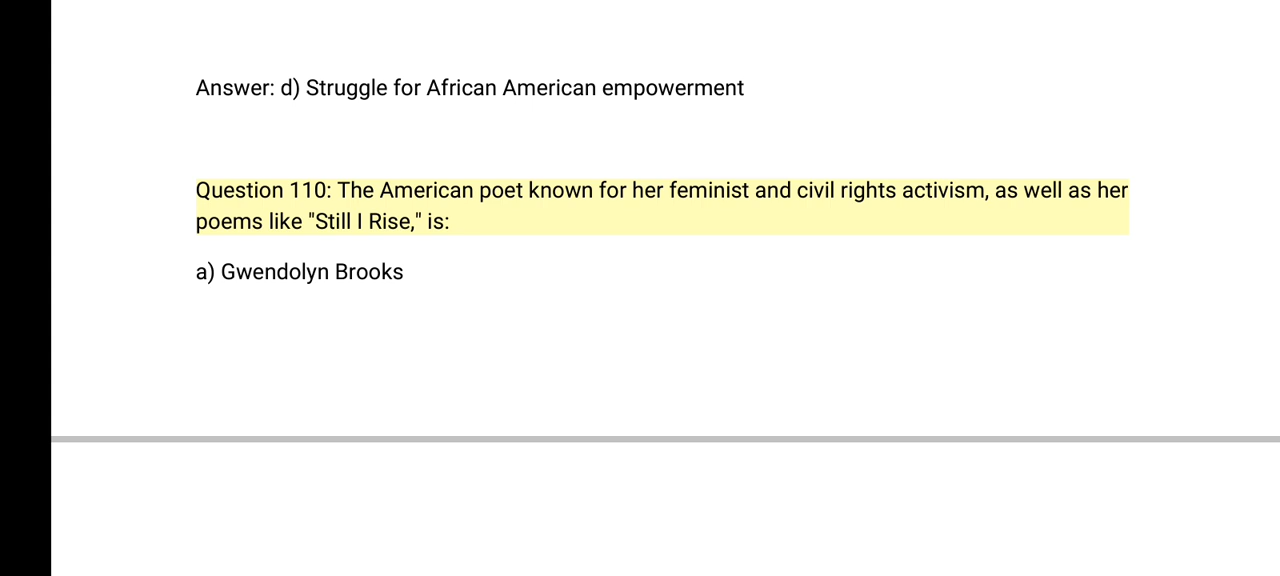 Answer: d) Struggle for African American empowerment
Question 110: The American poet known for her feminist and civil rights activism, as well as her
poems like "Still I Rise," is:
a) Gwendolyn Brooks